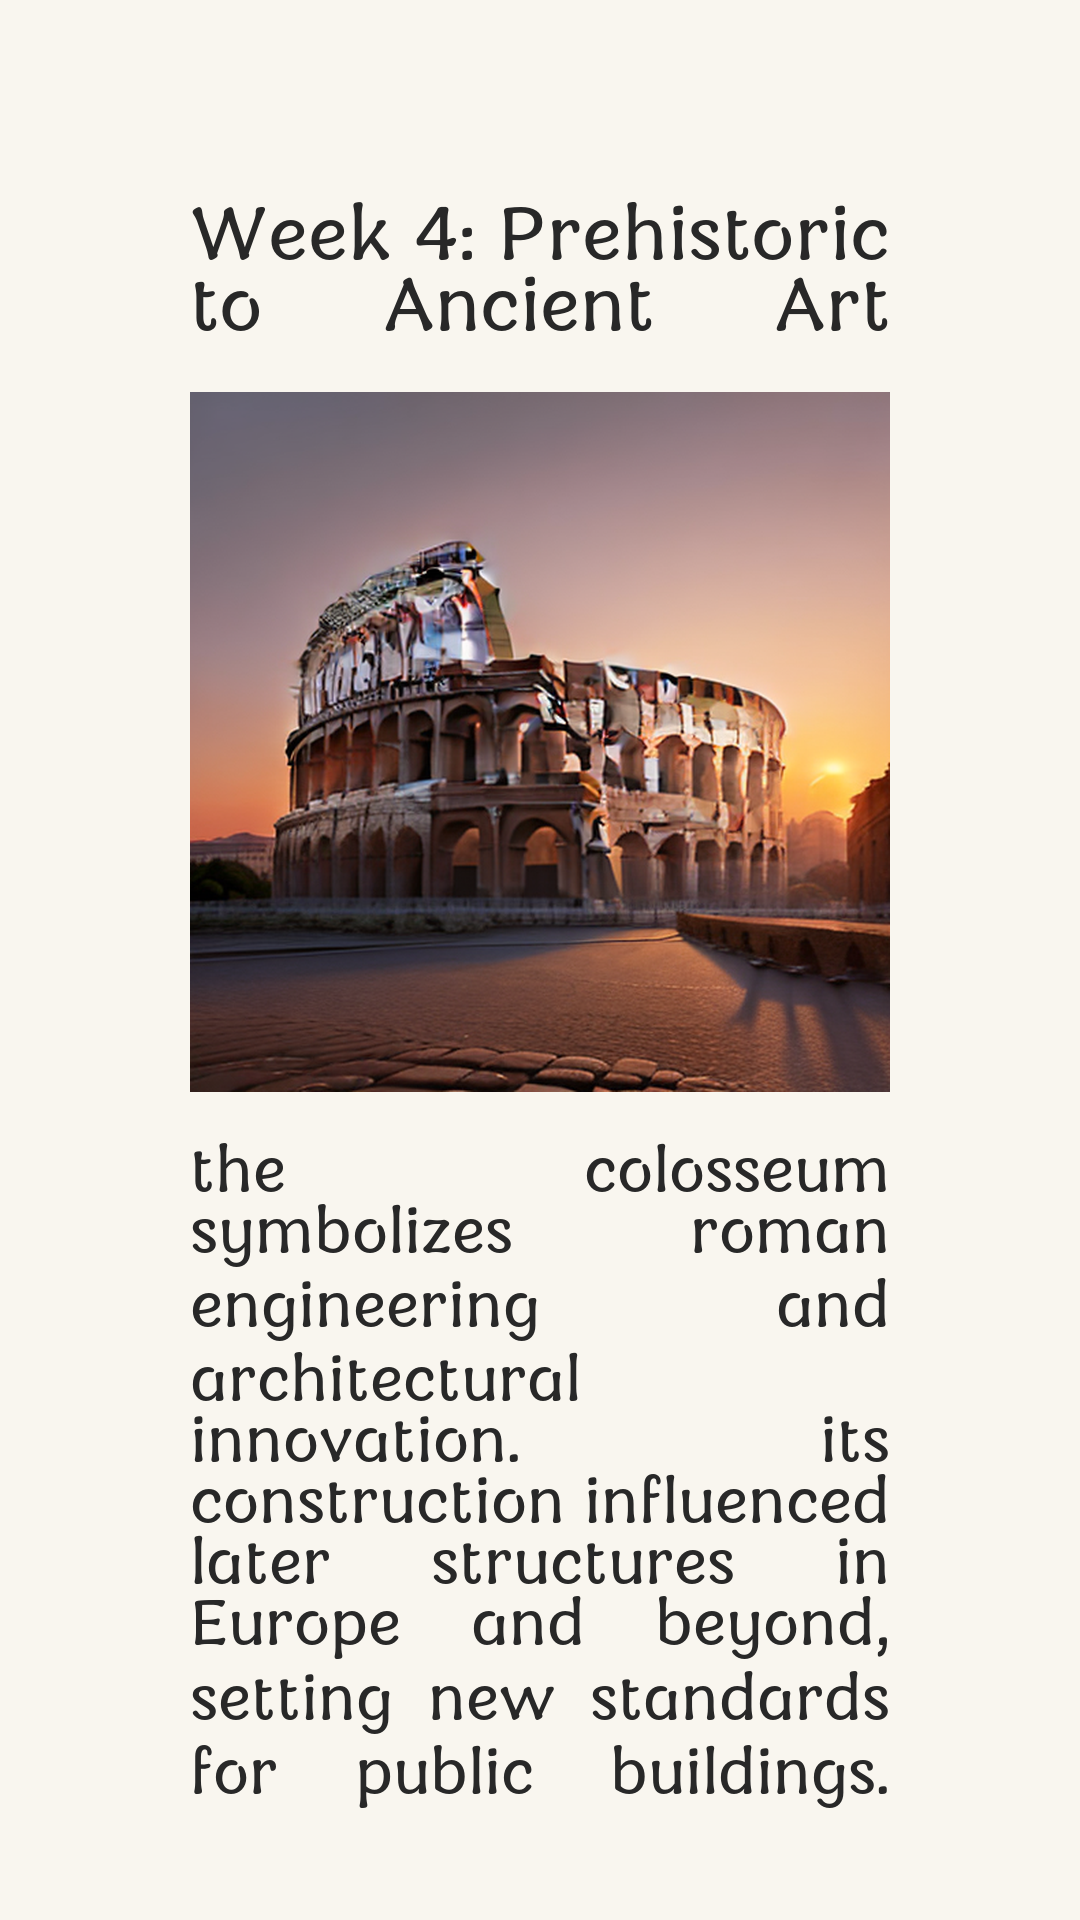 Week 4: Prehistoric
to Ancient Art
the colosseum
symbolizes roman
engineering and
architectural
innovation. its
construction influenced
later structures in
Europe and beyond,
setting new standards
for public buildings.